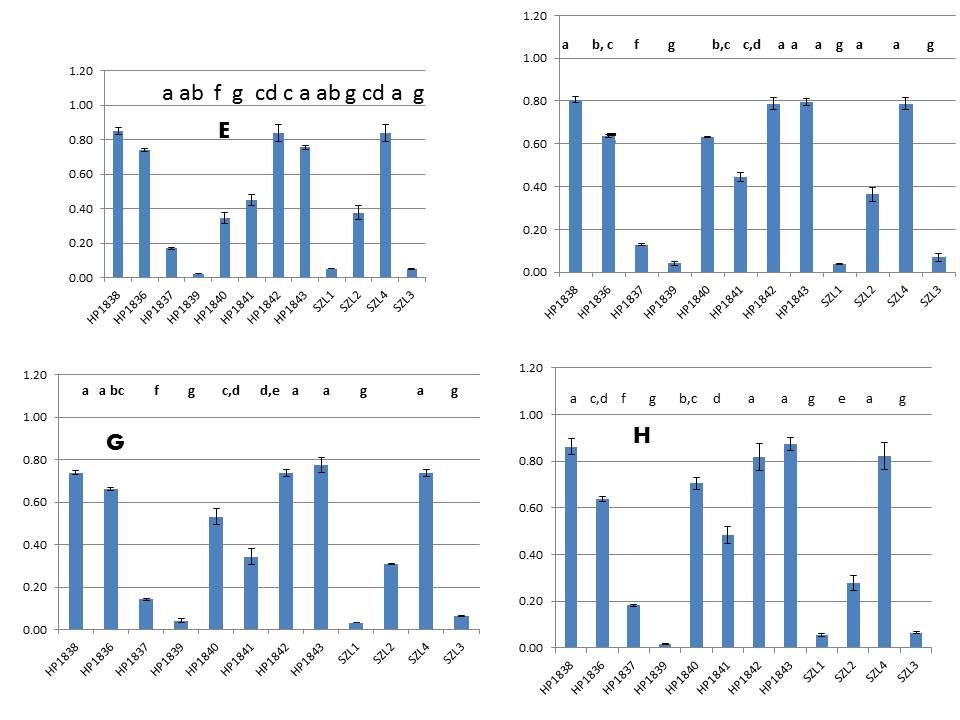 1.20
a ab f g cd c a ab g cd a g
1.00
E
0.80
0.60
0.40
0.20
0.00
HP1838 HP1836 HP1837 HP1839 HP1840 HP1841 HP1842 HP1843 SZL1 SZL2 SZL4 SZL3
1.20
a b, c f g b,c c,d a a a g a a g
1.00
0.80
0.60
0.40
0.20
0.00
HP1838 HP1836 HP1837 HP1839 HP1840 HP1841 HP1842 HP1843 SZL1 SZL2 SZL4 SZL3
1.20
a a bc f g c,d d,e a a g a g
1.00
G
0.80
0.60
0.40
0.20
0.00
HP1838 HP1836 HP1837 HP1839 HP1840 HP1841 HP1842 HP1843 SZL1 SZL2 SZL4 SZL3
1.20
a c,d f g b,c d a a g e a g
1.00
H
0.80
0.60
0.40
0.20
0.00
HP1838 HP1836 HP1837 HP1839 HP1840 HP1841 HP1842 HP1843 SZL1 SZL2 SZL4 SZL3